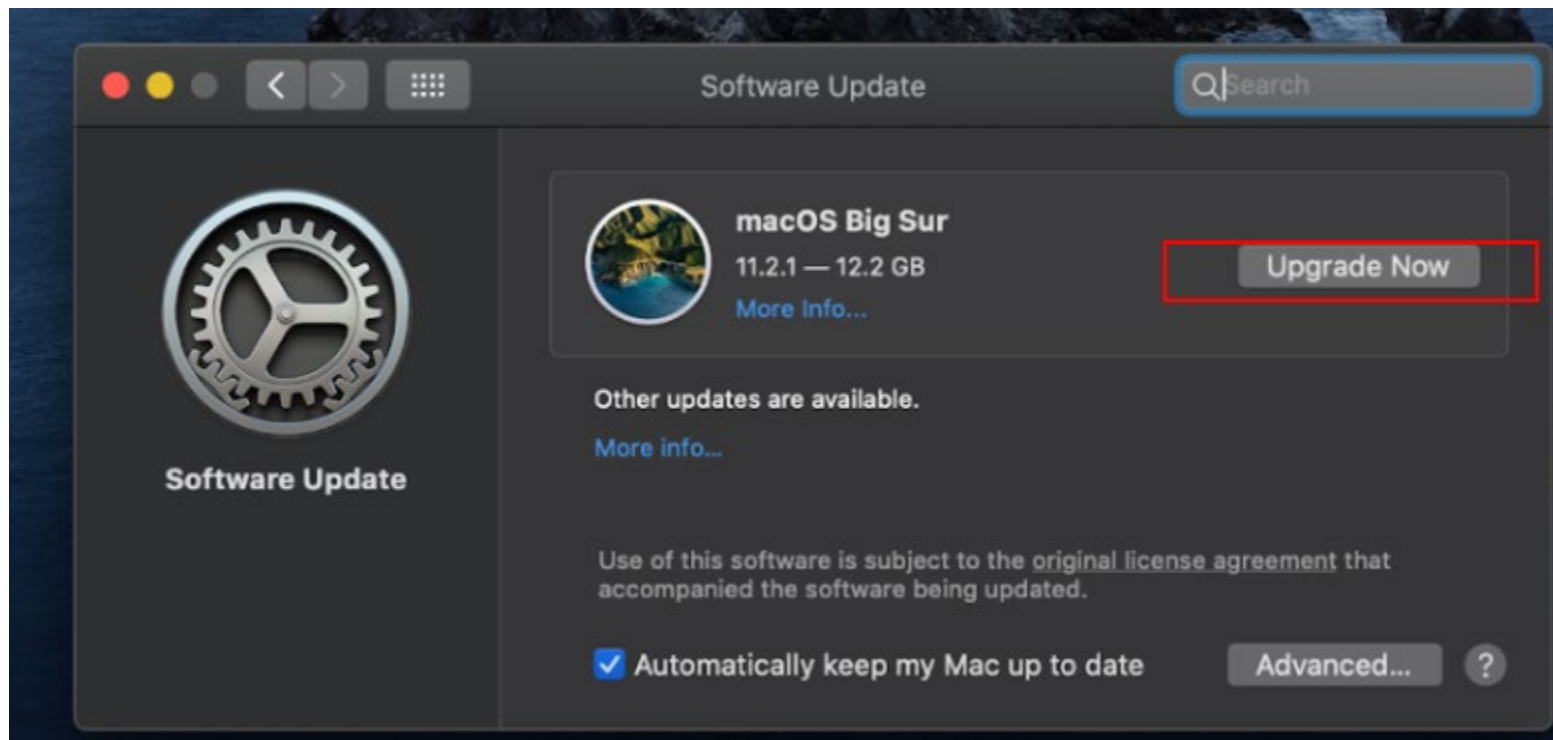 Software Update
Search
Software Update
macOS Big Sur
11.2.1 — 12.2 GB
More Info...
Upgrade Now
Other updates are available.
More info...
Use of this software is subject to the original license agreement that
accompanied the software being updated.
Automatically keep my Mac up to date
Advanced...
?